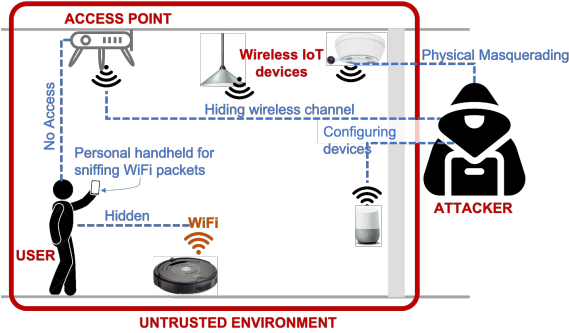 ACCESS POINT
Wireless IoT
devices
Physical Masquerading
No Access
Hiding wireless channel
Configuring
devices
Personal handheld for
sniffing WiFi packets
ATTACKER
Hidden
WiFi
USER
UNTRUSTED ENVIRONMENT